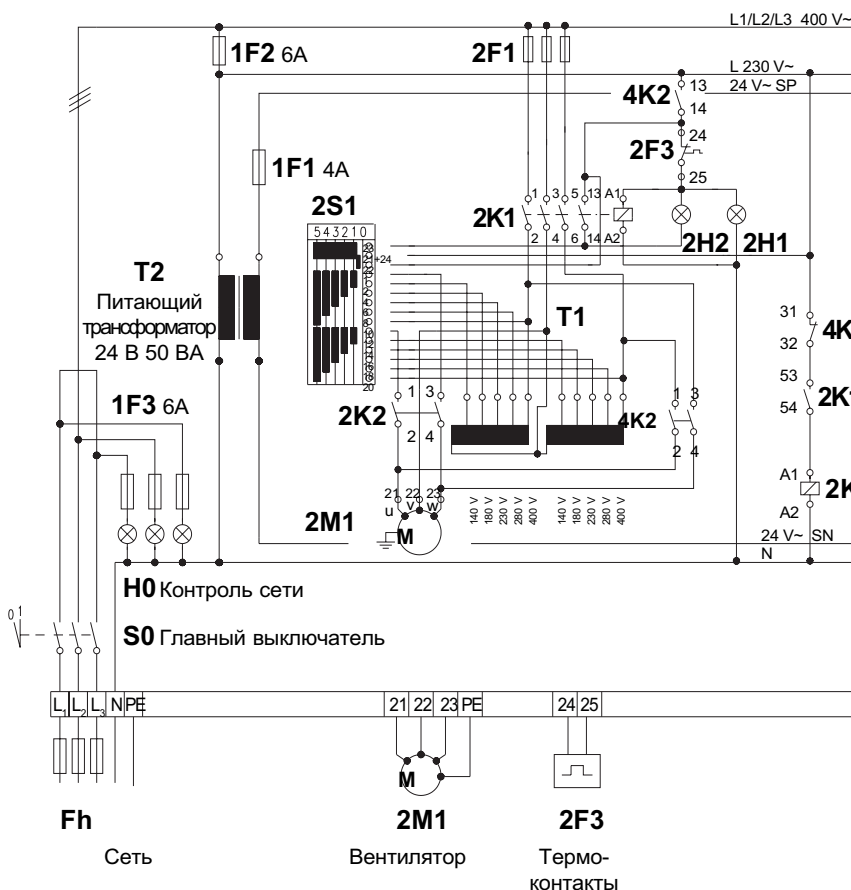 L1/L2/L3 400 V~
1F2 6A
2F1
L 230 V~
13
24 V~ SP
4K2
14
24
2F3
1F1 4A
25
2S1
1 3 5 13 A1
2K1
5 4 3 2 1 0
2 4 6 14 A2
2H2 2H1
21 +24
T2
Питающий
трансформатор
24 В 50 ВА
T1
31
4K
32
53
2K1
54
1F3 6A
1 3
2K2
2 4
4K2
1 3
2 4
A1
2K
A2
21 22 23
u v w
2M1
M
140 V 180 V 230 V 280 V 400 V
140 V 180 V 230 V 280 V 400 V
24 V~ SN
N
H0 Контроль сети
0 1
S0 Главный выключатель
L1 L2 L3 N PE
21 22 23 PE
24 25
M
Fh
2M1
2F3
Сеть
Вентилятор
Термо-
контакты